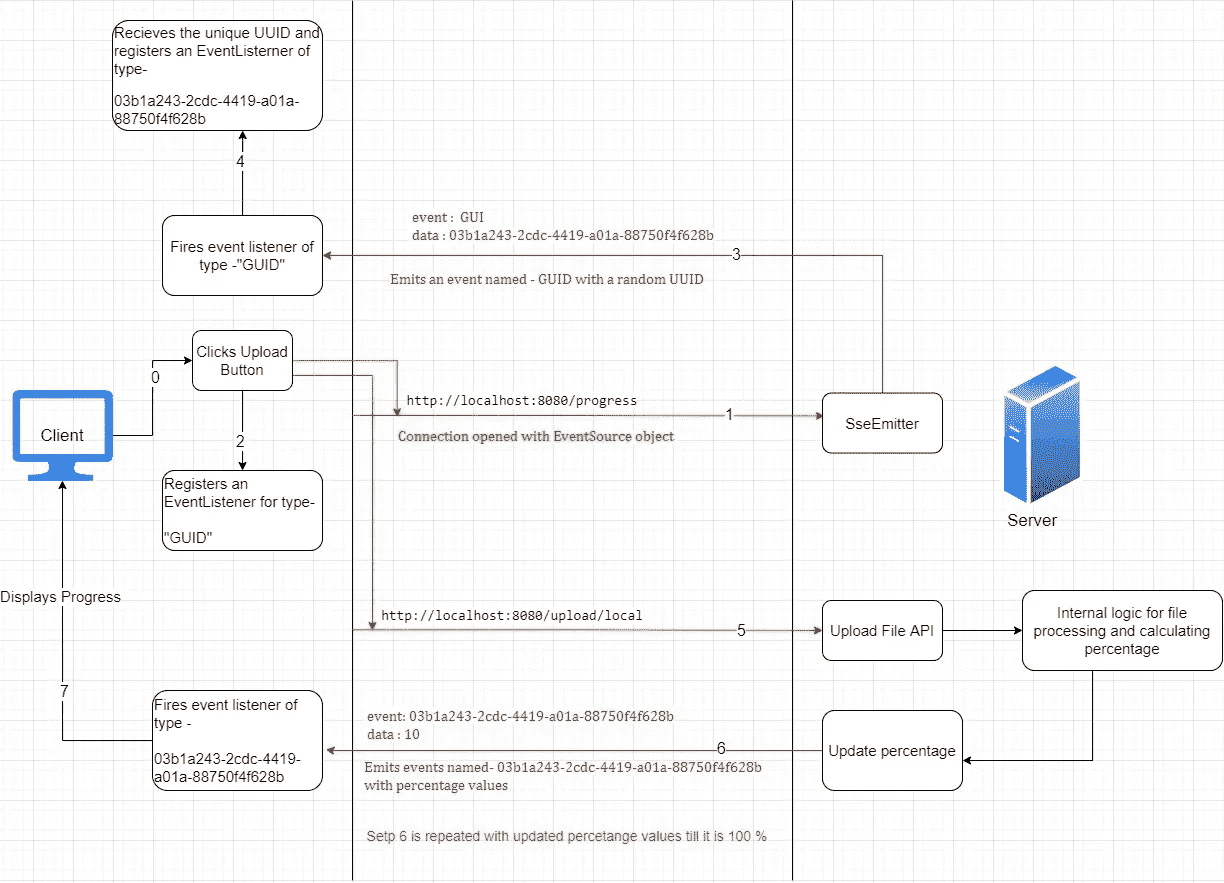 Recieves the unique UUID and
registers an EventListerner of
type-
03b1a243-2cdc-4419-a01a-
88750f4f628b
4
Fires event listener of
type -"GUID"
event : GUI
data : 03b1a243-2cdc-4419-a01a-88750f4f628b
3
Emits an event named - GUID with a random UUID
Clicks Upload
Button
0
Client
http://localhost:8080/progress
1
Connection opened with EventSource object
SseEmitter
Server
2
Registers an
EventListener for type-
"GUID"
Displays Progress
http://localhost:8080/upload/local
5
Upload File API
Internal logic for file
processing and calculating
percentage
7
Fires event listener of
type -
03b1a243-2cdc-4419-
a01a-88750f4f628b
event: 03b1a243-2cdc-4419-a01a-88750f4f628b
data : 10
6
Emits events named- 03b1a243-2cdc-4419-a01a-88750f4f628b
with percentage values
Update percentage
Setp 6 is repeated with updated percetange values till it is 100 %